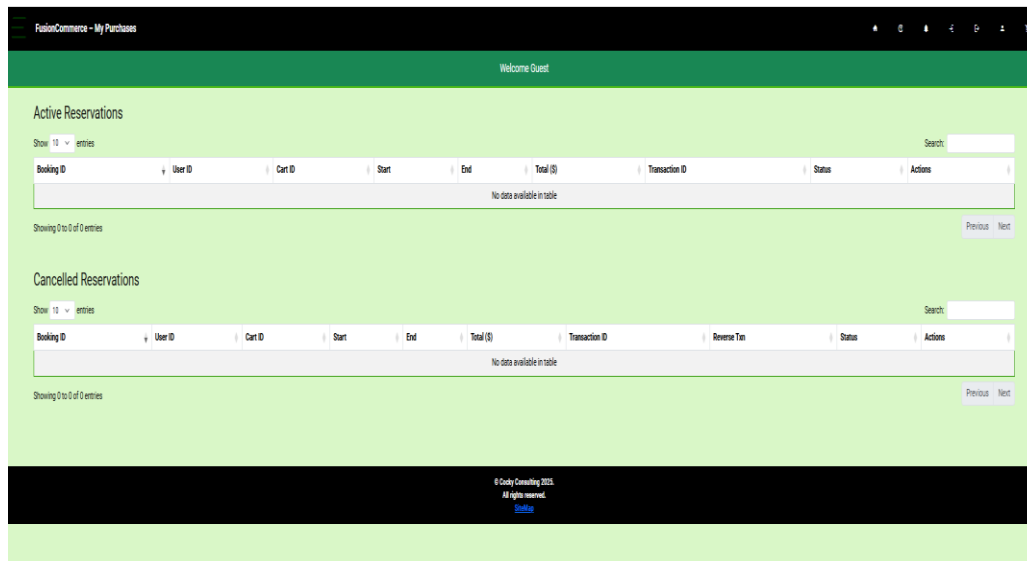 FusionCommerce – My Purchases
Welcome Guest
Active Reservations
Show 10 entries Search:
Booking ID User ID Cart ID Start End Total ($) Transaction ID Status Actions
No data available in table
Showing 0 to 0 of 0 entries Previous Next
Cancelled Reservations
Show 10 entries Search:
Booking ID User ID Cart ID Start End Total ($) Transaction ID Reverse Txn Status Actions
No data available in table
Showing 0 to 0 of 0 entries Previous Next
© Cocky Consulting 2025.
All rights reserved.
SiteMap